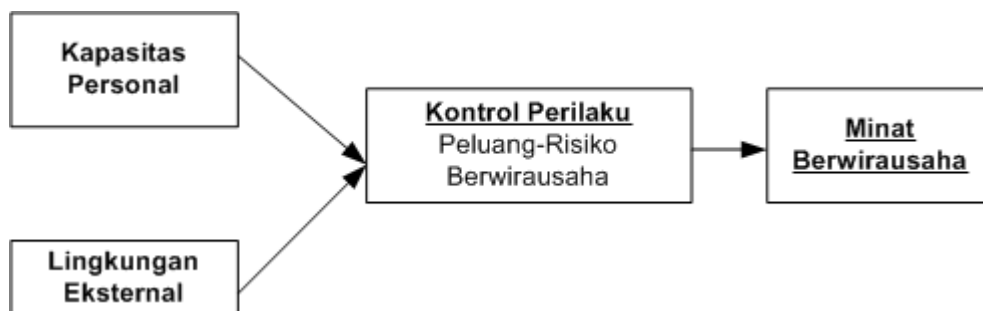 Kapasitas
Personal
Kontrol Perilaku
Peluang-Risiko
Berwirausaha
Minat
Berwirausaha
Lingkungan
Eksternal